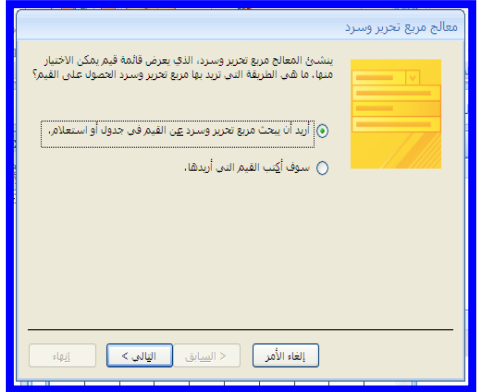 معالج مربع تحرير وسرد
ينشئ المعالج مربع تحرير وسرد، الذي يعرض قائمة قيم يمكن الاختيار
منها. ما هي الطريقة التي تريد بها مربع تحرير وسرد الحصول على القيم؟
أريد أن يبحث مربع تحرير وسرد عن القيم في جدول أو استعلام.
سوف أكتب القيم التي أريدها.
إلغاء الأمر
< السابق
التالي >
إنهاء